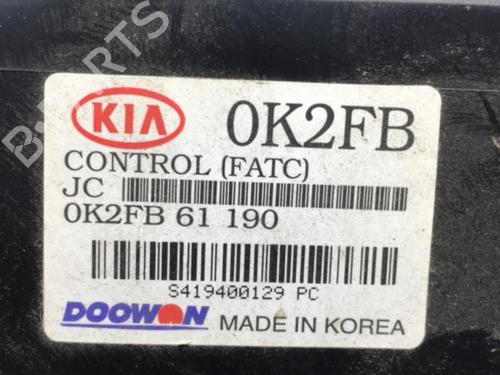 KIA 0K2FB
CONTROL (FATC)
JC
0K2FB 61 190
S419400129 PC
DOOWON MADE IN KOREA
B-PARTS